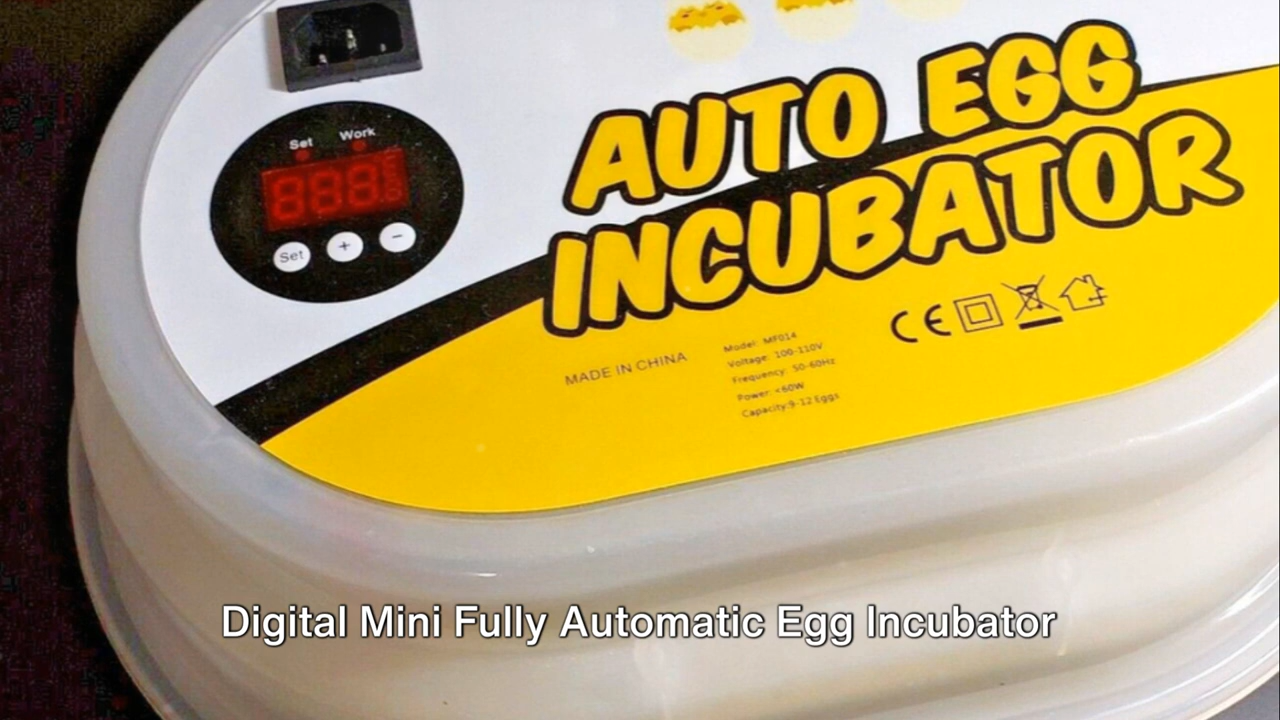 Set Work
888
Set + −
AUTO EGG
INCUBATOR
CE
MADE IN CHINA
Model: MF014
Voltage: 100-110V
Frequency: 50-60Hz
Power: <60W
Capacity:9-12 Eggs
Digital Mini Fully Automatic Egg Incubator